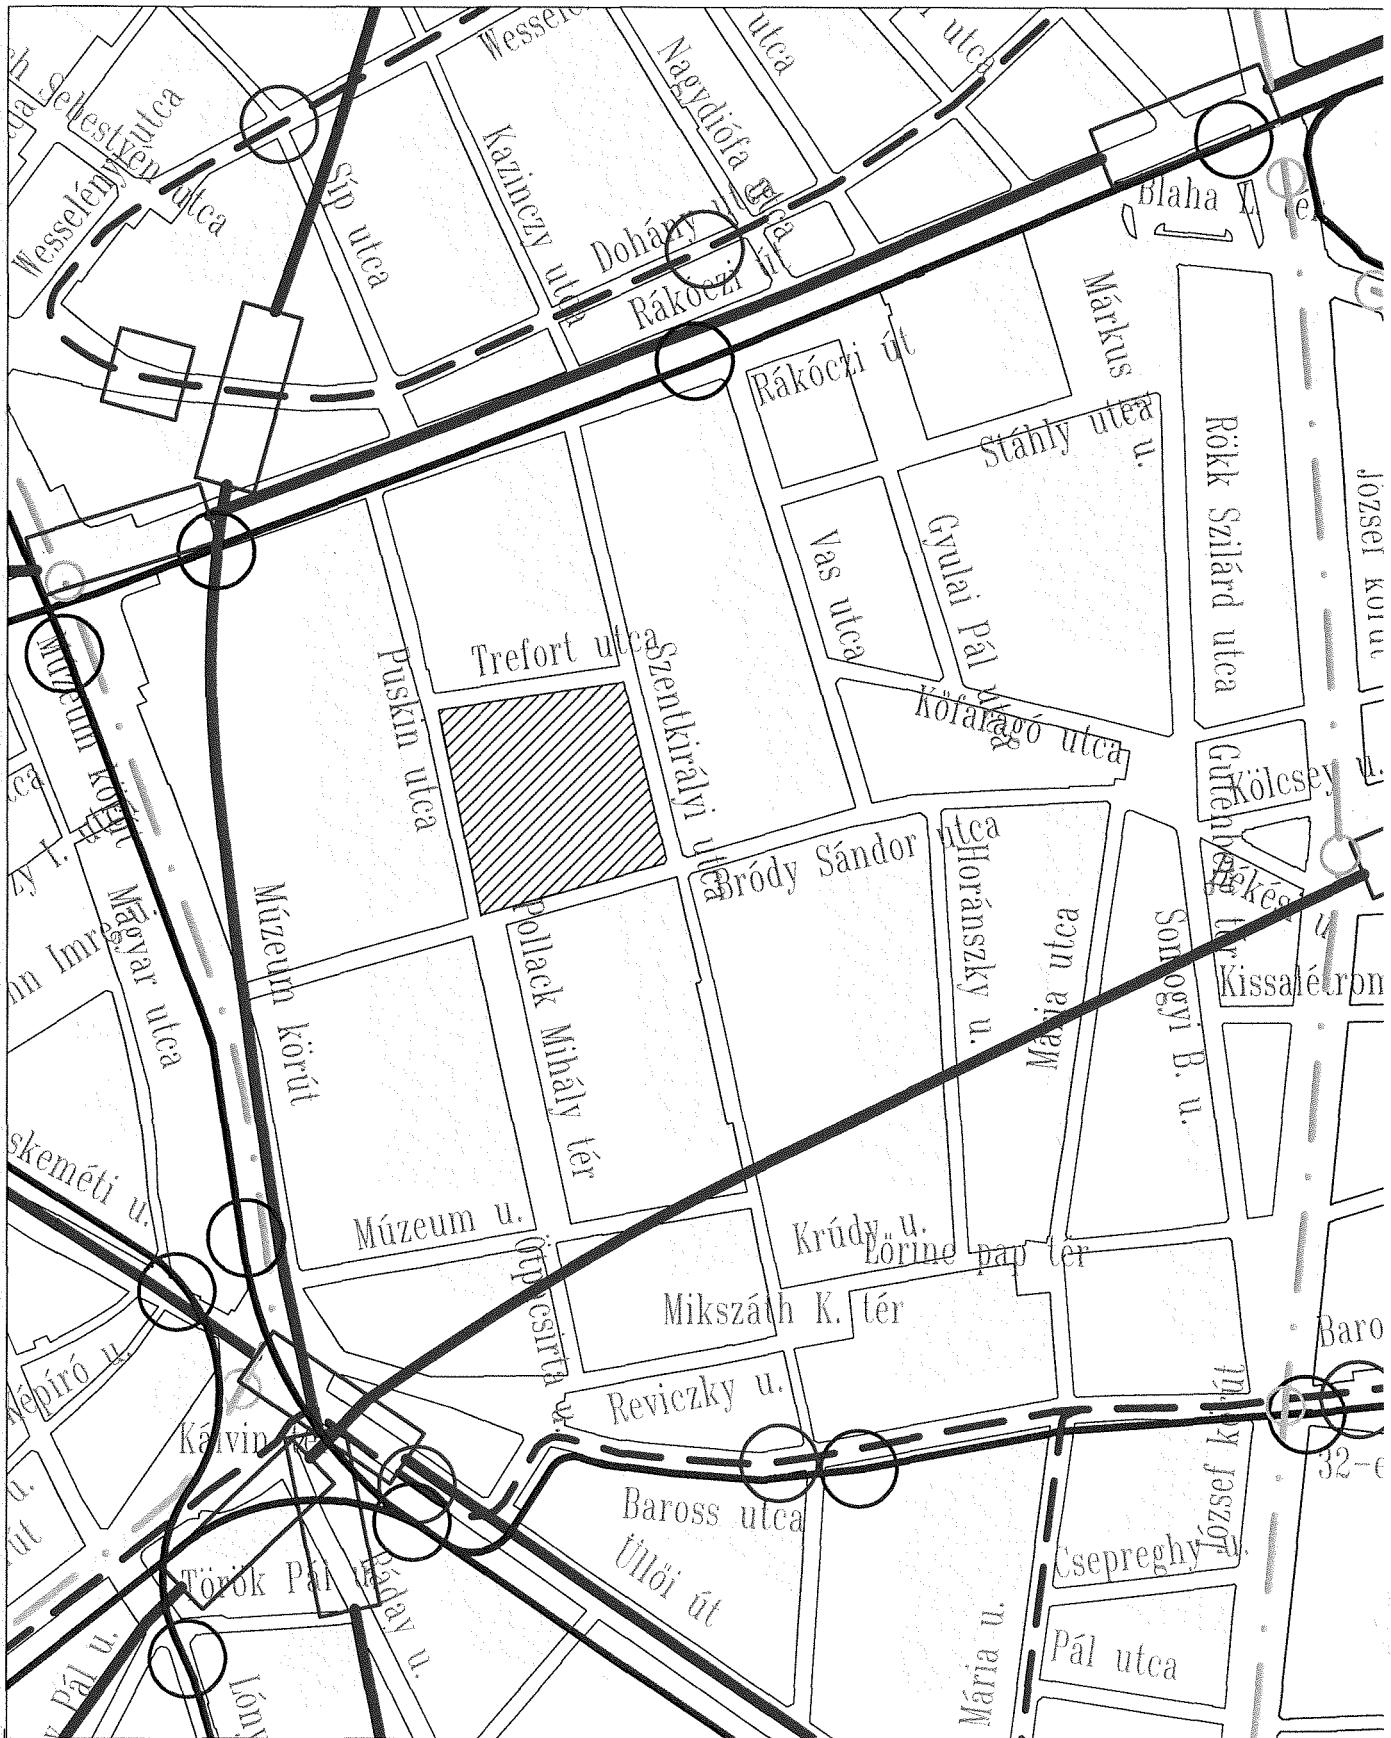 Wesselényi utca
Síp utca
Kazinczy utca
Nagydiófa utca
utca
utca
Dohány utca
Rákóczi út
Rákóczi út
Blaha L. tér
Márkus u.
Stáhly utca
Rökk Szilárd utca
József körút
Vas utca
Gyulai Pál utca
Trefort utca
Szentkirályi utca
Puskin utca
Múzeum körút
Kőfaragó utca
Gutenberg tér
Kölcsey u.
Bródy Sándor utca
Horánszky u.
Mária utca
Somogyi B. u.
Békési u.
Magyar utca
Múzeum körút
Pollack Mihály tér
Múzeum u.
Ötpacsirta u.
Krúdy u.
Lőrinc pap tér
Mikszáth K. tér
Reviczky u.
Kálvin tér
Baross utca
Üllői út
József körút
Csepreghy u.
Török Pál u.
Ráday u.
Mária u.
Pál utca
Pál u.